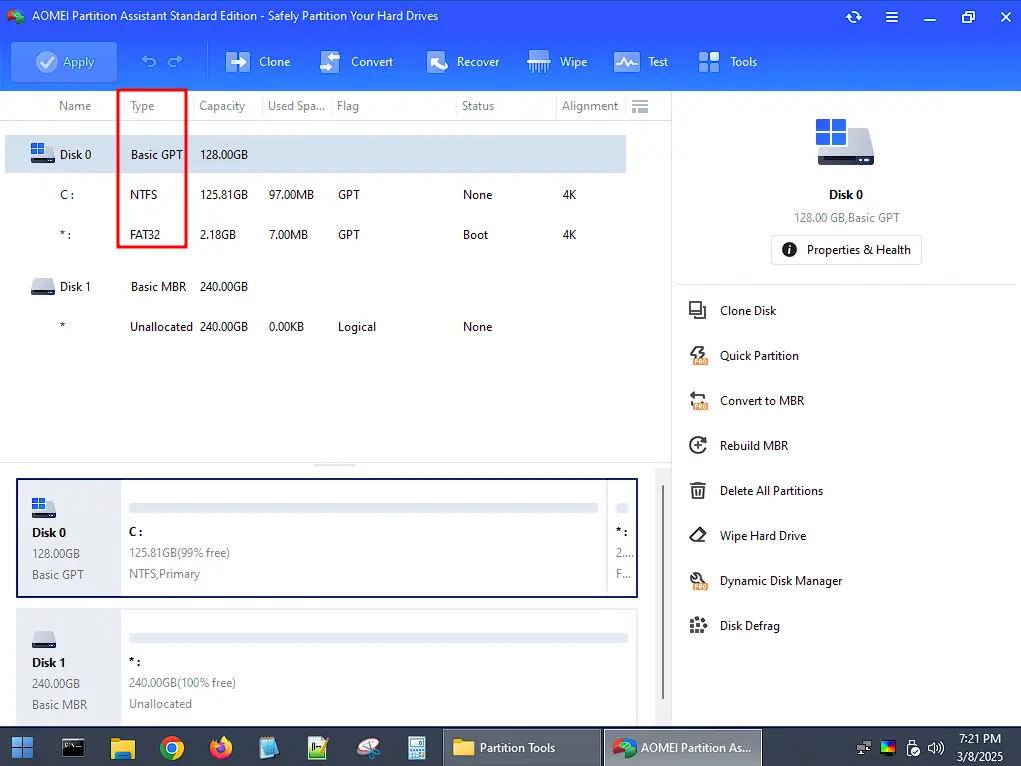 AOMEI Partition Assistant Standard Edition - Safely Partition Your Hard Drives
Apply Clone Convert Recover Wipe Test Tools
Name Type Capacity Used Spa... Flag Status Alignment
Disk 0 Basic GPT 128.00GB
C: NTFS 125.81GB 97.00MB GPT None 4K
*: FAT32 2.18GB 7.00MB GPT Boot 4K
Disk 1 Basic MBR 240.00GB
* Unallocated 240.00GB 0.00KB Logical None
Disk 0
128.00GB
Basic GPT
C:
125.81GB(99% free)
NTFS,Primary
*:
2....
F...
Disk 1
240.00GB
Basic MBR
*:
240.00GB(100% free)
Unallocated
Disk 0
128.00 GB,Basic GPT
Properties & Health
Clone Disk
Quick Partition
PRO
Convert to MBR
PRO
Rebuild MBR
Delete All Partitions
Wipe Hard Drive
Dynamic Disk Manager
PRO
Disk Defrag
Partition Tools
AOMEI Partition As...
7:21 PM
3/8/2025